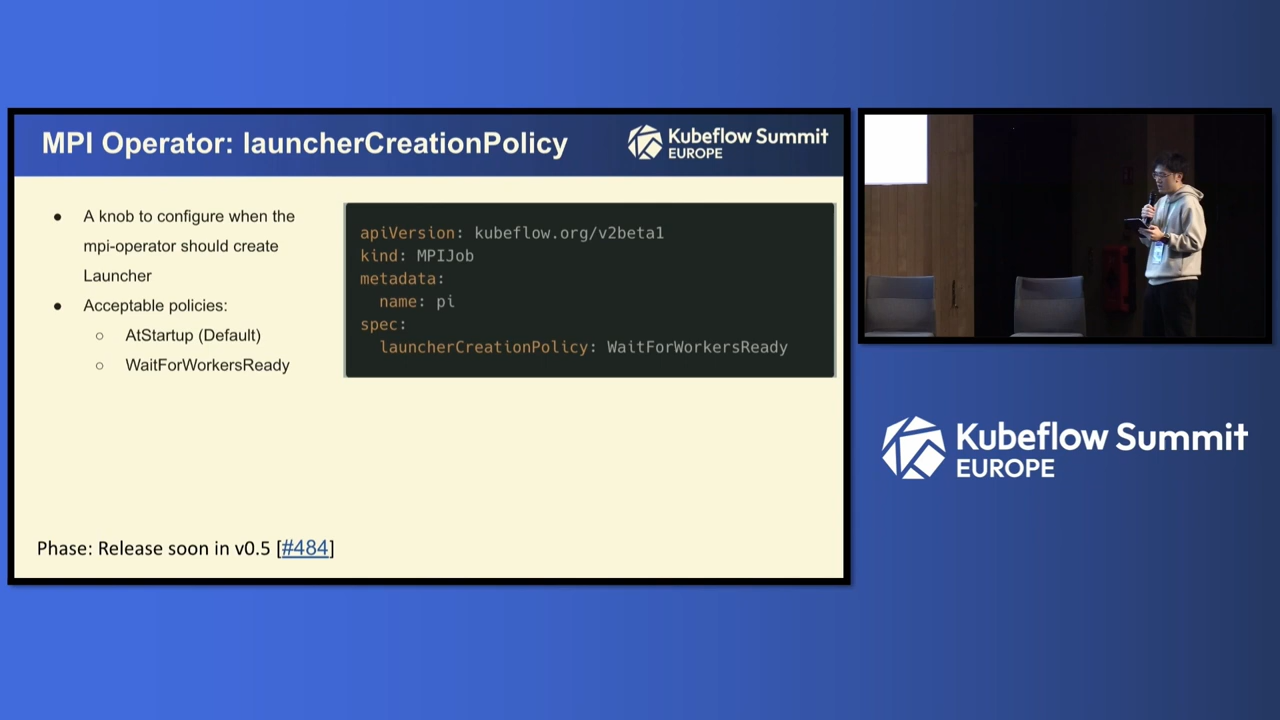 MPI Operator: launcherCreationPolicy
Kubeflow Summit
EUROPE
● A knob to configure when the
mpi-operator should create
Launcher
● Acceptable policies:
○ AtStartup (Default)
○ WaitForWorkersReady
apiVersion: kubeflow.org/v2beta1
kind: MPIJob
metadata:
  name: pi
spec:
  launcherCreationPolicy: WaitForWorkersReady
Phase: Release soon in v0.5 [#484]
Kubeflow Summit
EUROPE